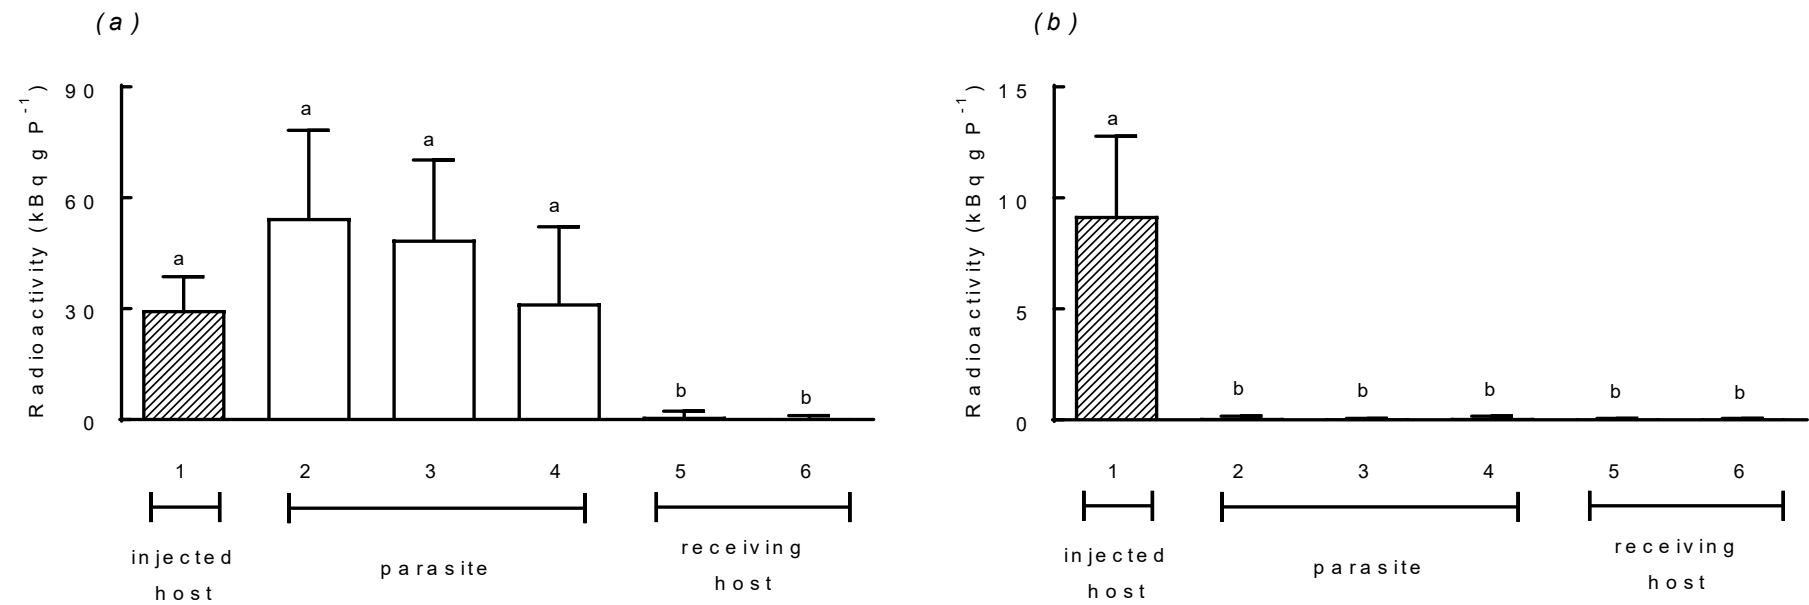 (a)
Radioactivity (kBq g P-1)
90
60
30
0
a
a
a
a
b
b
1 2 3 4 5 6
injected
host
parasite
receiving
host
(b)
Radioactivity (kBq g P-1)
15
10
5
0
a
b
b
b
b
b
1 2 3 4 5 6
injected
host
parasite
receiving
host